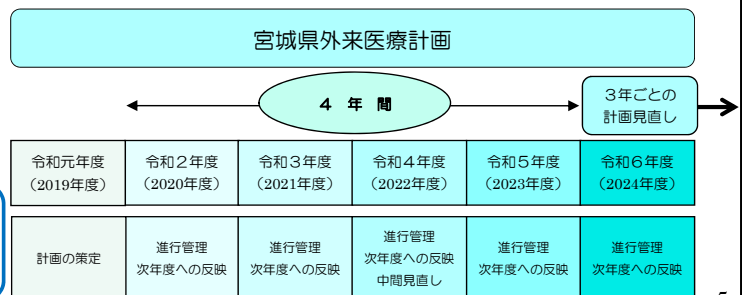 宮城県外来医療計画
4 年 間
3年ごとの
計画見直し
令和元年度
（2019年度）
令和2年度
（2020年度）
令和3年度
（2021年度）
令和4年度
（2022年度）
令和5年度
（2023年度）
令和6年度
（2024年度）
計画の策定
進行管理
次年度への反映
進行管理
次年度への反映
進行管理
次年度への反映
中間見直し
進行管理
次年度への反映
進行管理
次年度への反映